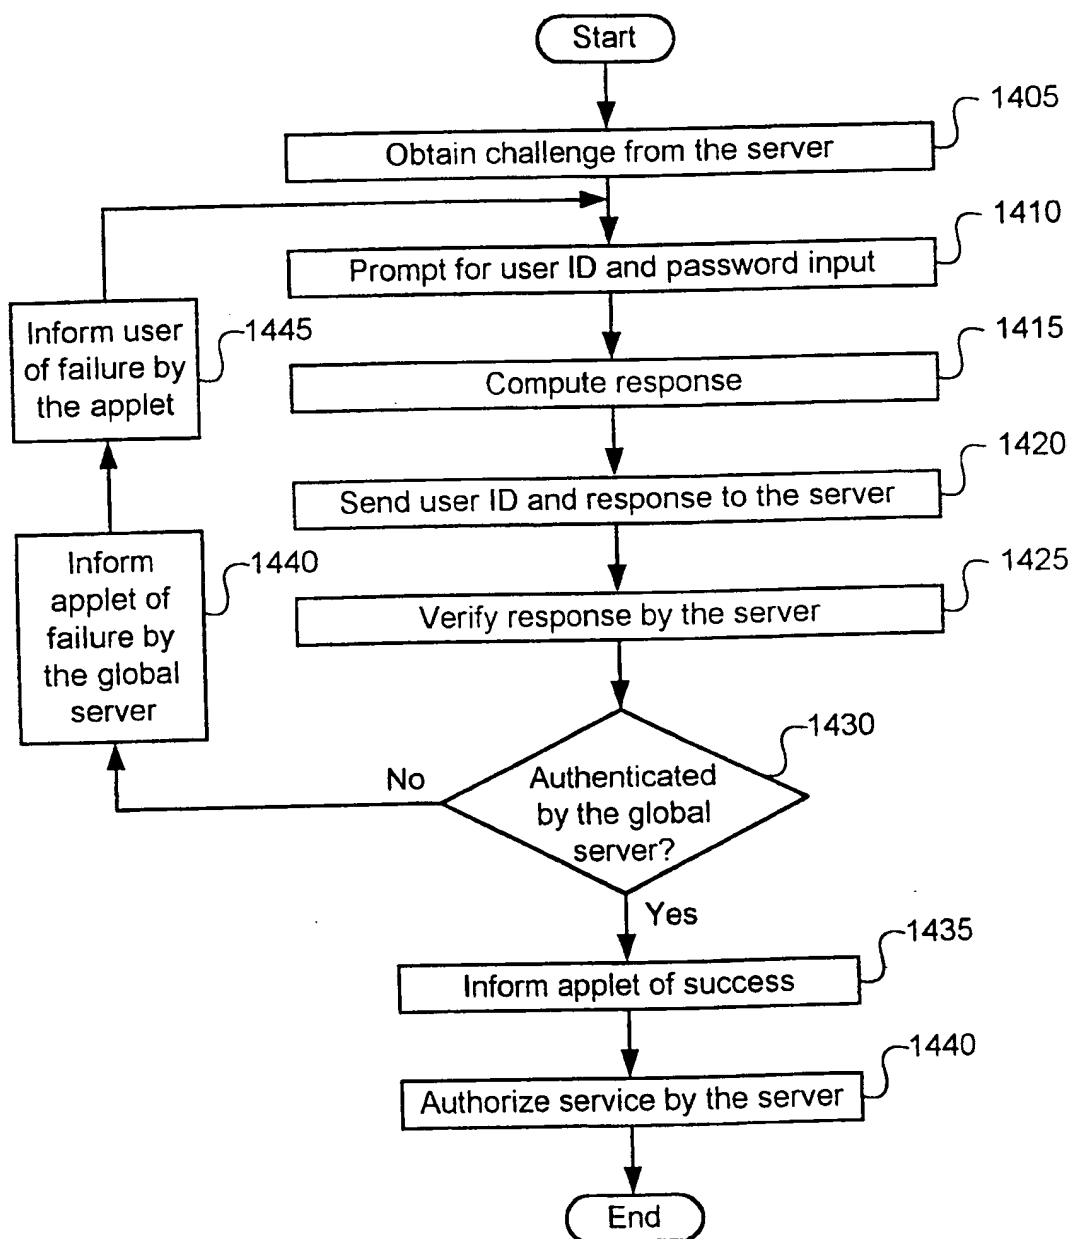 Start
1405
Obtain challenge from the server
1410
Prompt for user ID and password input
1415
Compute response
1420
Send user ID and response to the server
1425
Verify response by the server
1430
Authenticated
by the global
server?
No
1440
Inform
applet of
failure by
the global
server
1445
Inform user
of failure by
the applet
Yes
1435
Inform applet of success
1440
Authorize service by the server
End